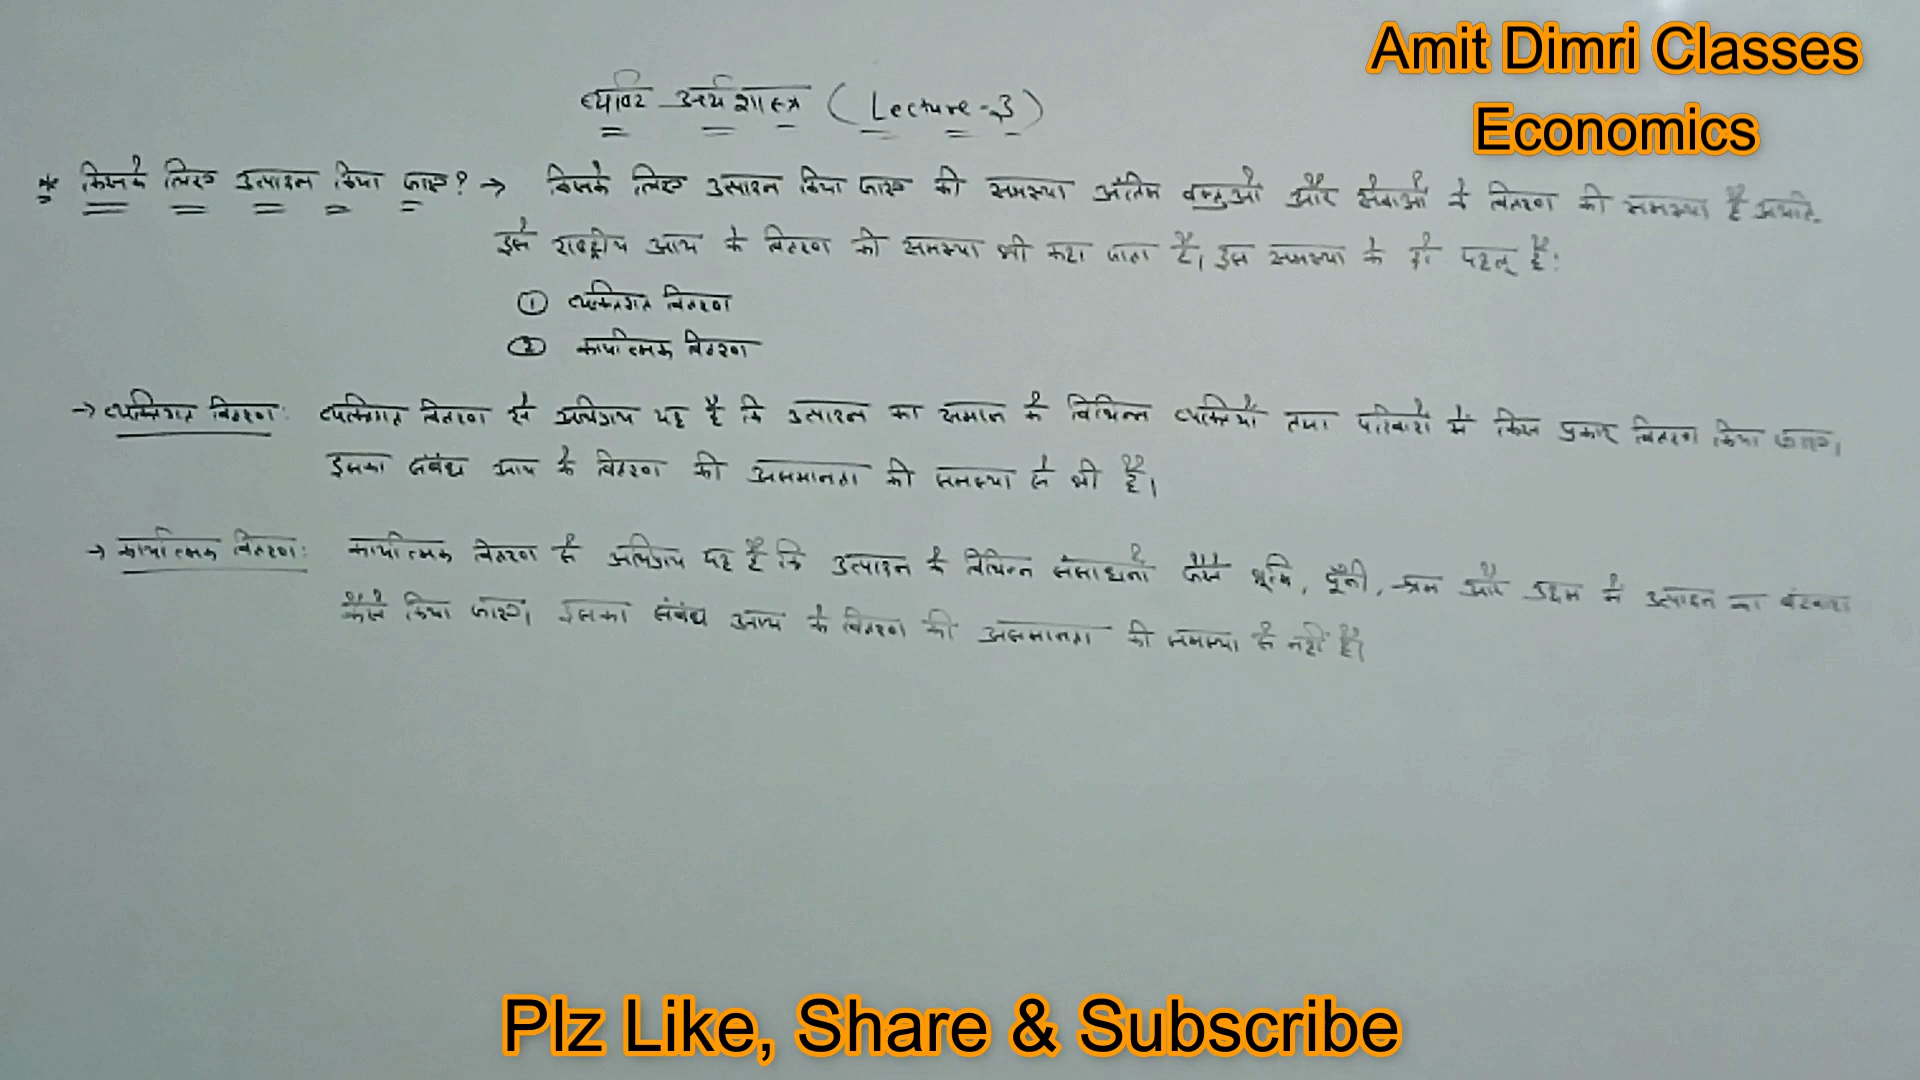 Amit Dimri Classes
Economics
व्यष्टि अर्थशास्त्र (Lecture-3)
* किसके लिए उत्पादन किया जाए? → किसके लिए उत्पादन किया जाए की समस्या अंतिम वस्तुओं और सेवाओं के वितरण की समस्या है अर्थात
इसे राष्ट्रीय आय के वितरण की समस्या भी कहा जाता है। इस समस्या के दो पहलू हैं:
① व्यक्तिगत वितरण
② कार्यात्मक वितरण
→ व्यक्तिगत वितरण: व्यक्तिगत वितरण से अभिप्राय यह है कि उत्पादन का समाज के विभिन्न व्यक्तियों तथा परिवारों में किस प्रकार वितरण किया जाए।
इसका संबंध आय के वितरण की असमानता की समस्या से भी है।
→ कार्यात्मक वितरण: कार्यात्मक वितरण से अभिप्राय यह है कि उत्पादन के विभिन्न संसाधनों जैसे भूमि, पूँजी, श्रम और उद्यम में उत्पादन का बंटवारा
कैसे किया जाए। इसका संबंध आय के वितरण की असमानता की समस्या से नहीं है।
Plz Like, Share & Subscribe